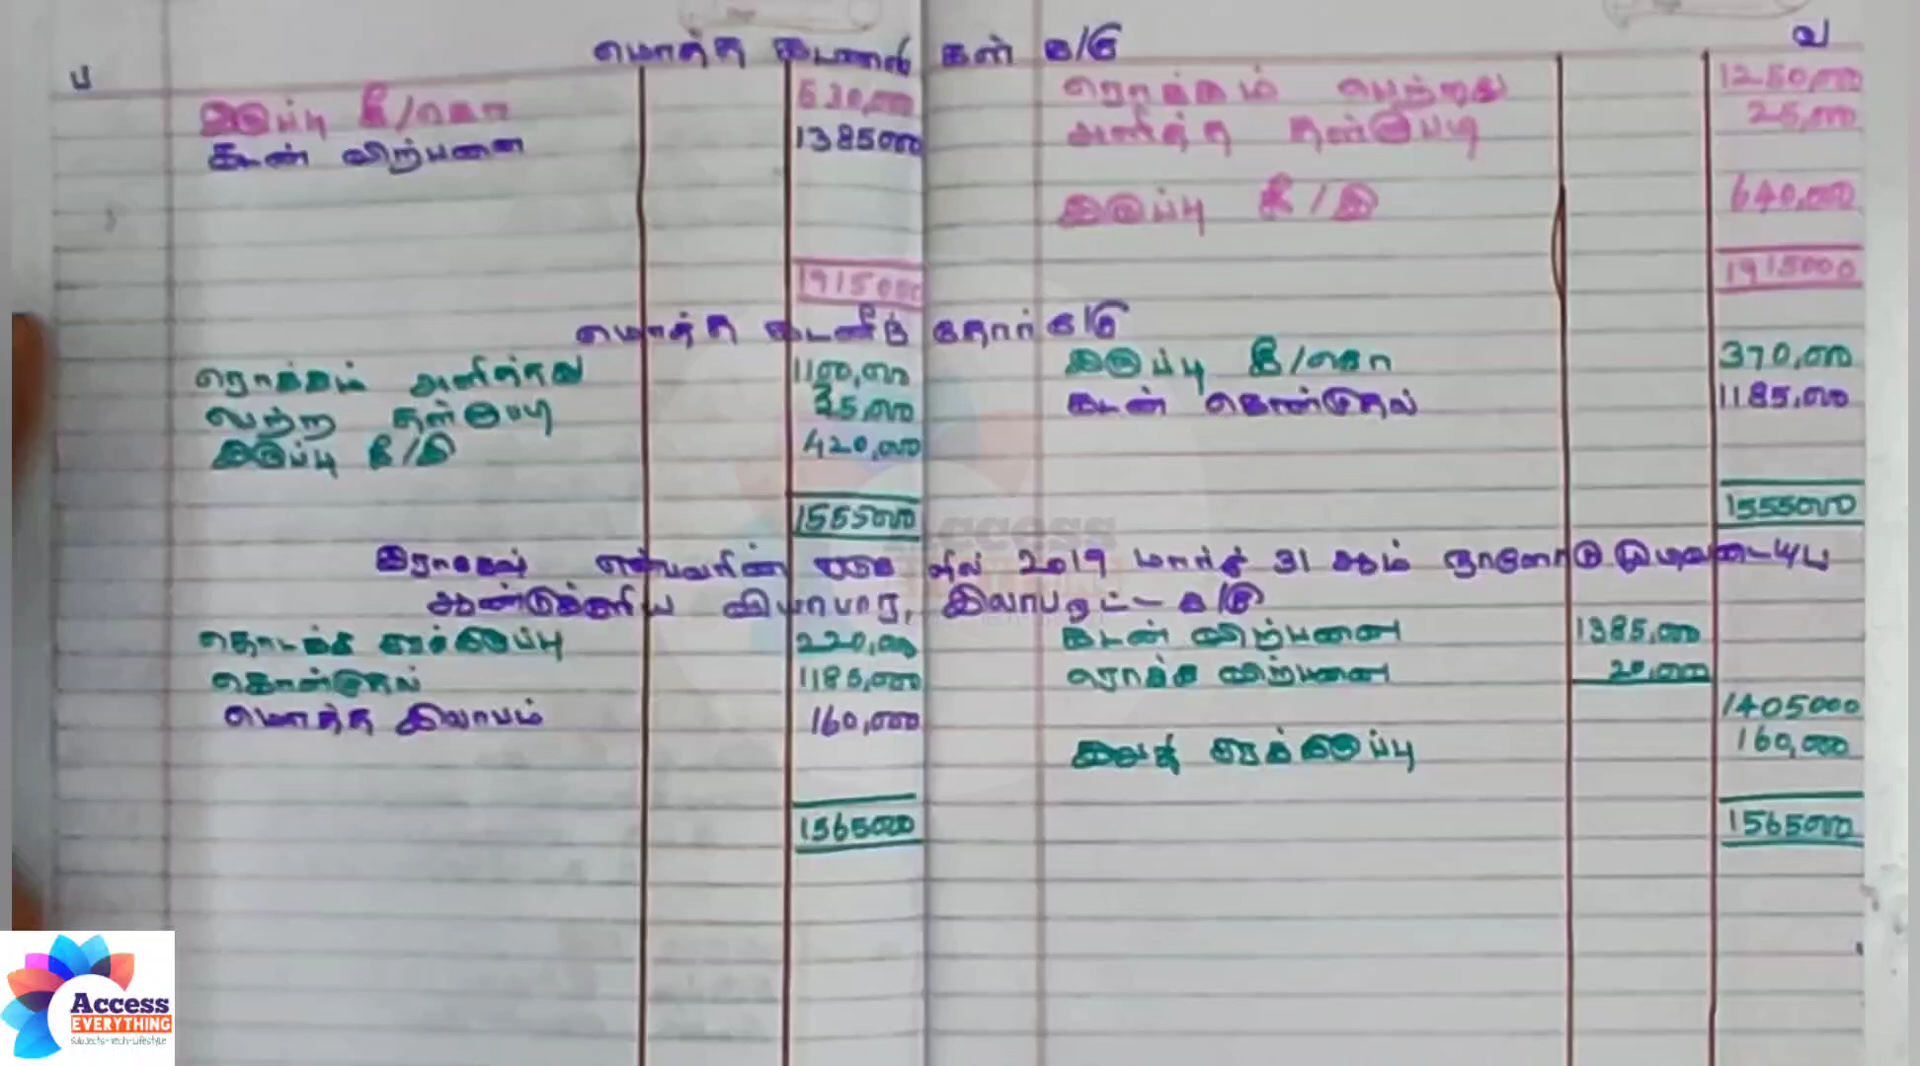 மொத்த கடனாளிகள் க/கு
ப
வ
இருப்பு கீ/கொ 530,000
ரொக்கம் பெற்றது 1250,000
கடன் விற்பனை 1385000
அளித்த தள்ளுபடி 25,000
இருப்பு கீ/இ 640,000
1915000
1915000
மொத்த கடனீந்தோர் க/கு
ரொக்கம் அளித்தது 1100,000
இருப்பு கீ/கொ 370,000
பெற்ற தள்ளுபடி 35,000
கடன் கொள்முதல் 1185,000
இருப்பு கீ/இ 420,000
1555000
1555000
என்பவரின் 2019 மார்ச் 31 ஆம் நாளோடு முடிவடையும்
ஆண்டுக்குரிய வியாபார, இலாபநட்ட க/கு
தொடக்க சரக்கிருப்பு 220,000
கடன் விற்பனை 1385,000
கொள்முதல் 1185,000
ரொக்க விற்பனை 20,000
மொத்த இலாபம் 160,000
1405000
இறுதி சரக்கிருப்பு 160,000
1565000
1565000
Access
EVERYTHING
subjects-tech-lifestyle